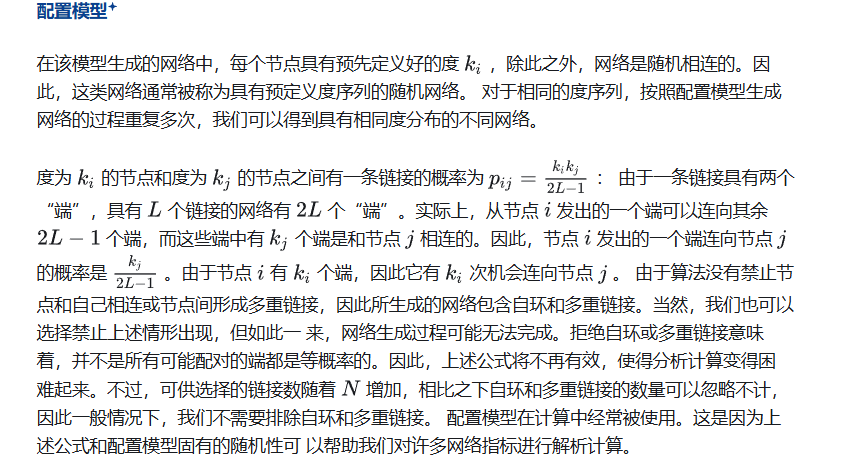 配置模型+
在该模型生成的网络中，每个节点具有预先定义好的度 k_i ，除此之外，网络是随机相连的。因
此，这类网络通常被称为具有预定义度序列的随机网络。 对于相同的度序列，按照配置模型生成
网络的过程重复多次，我们可以得到具有相同度分布的不同网络。
度为 k_i 的节点和度为 k_j 的节点之间有一条链接的概率为 p_{ij} = \frac{k_i k_j}{2L-1} ： 由于一条链接具有两个
“端”，具有 L 个链接的网络有 2L 个“端”。实际上，从节点 i 发出的一个端可以连向其余
2L − 1 个端，而这些端中有 k_j 个端是和节点 j 相连的。因此，节点 i 发出的一个端连向节点 j
的概率是 \frac{k_j}{2L-1} 。由于节点 i 有 k_i 个端，因此它有 k_i 次机会连向节点 j 。 由于算法没有禁止节
点和自己相连或节点间形成多重链接，因此所生成的网络包含自环和多重链接。当然，我们也可以
选择禁止上述情形出现，但如此一 来，网络生成过程可能无法完成。拒绝自环或多重链接意味
着，并不是所有可能配对的端都是等概率的。因此，上述公式将不再有效，使得分析计算变得困
难起来。不过，可供选择的链接数随着 N 增加，相比之下自环和多重链接的数量可以忽略不计，
因此一般情况下，我们不需要排除自环和多重链接。 配置模型在计算中经常被使用。这是因为上
述公式和配置模型固有的随机性可 以帮助我们对许多网络指标进行解析计算。